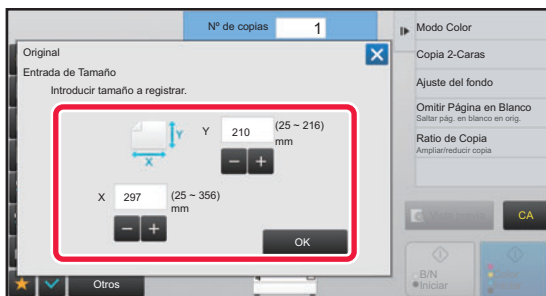 Nº de copias 1
Original
Entrada de Tamaño
Introducir tamaño a registrar.
Y 210 (25 ~ 216)
mm
Y
X
X 297 (25 ~ 356)
mm
OK
Otros
Modo Color
Copia 2-Caras
Ajuste del fondo
Omitir Página en Blanco
Saltar pág. en blanco en orig.
Ratio de Copia
Ampliar/reducir copia
CA
B/N
Iniciar